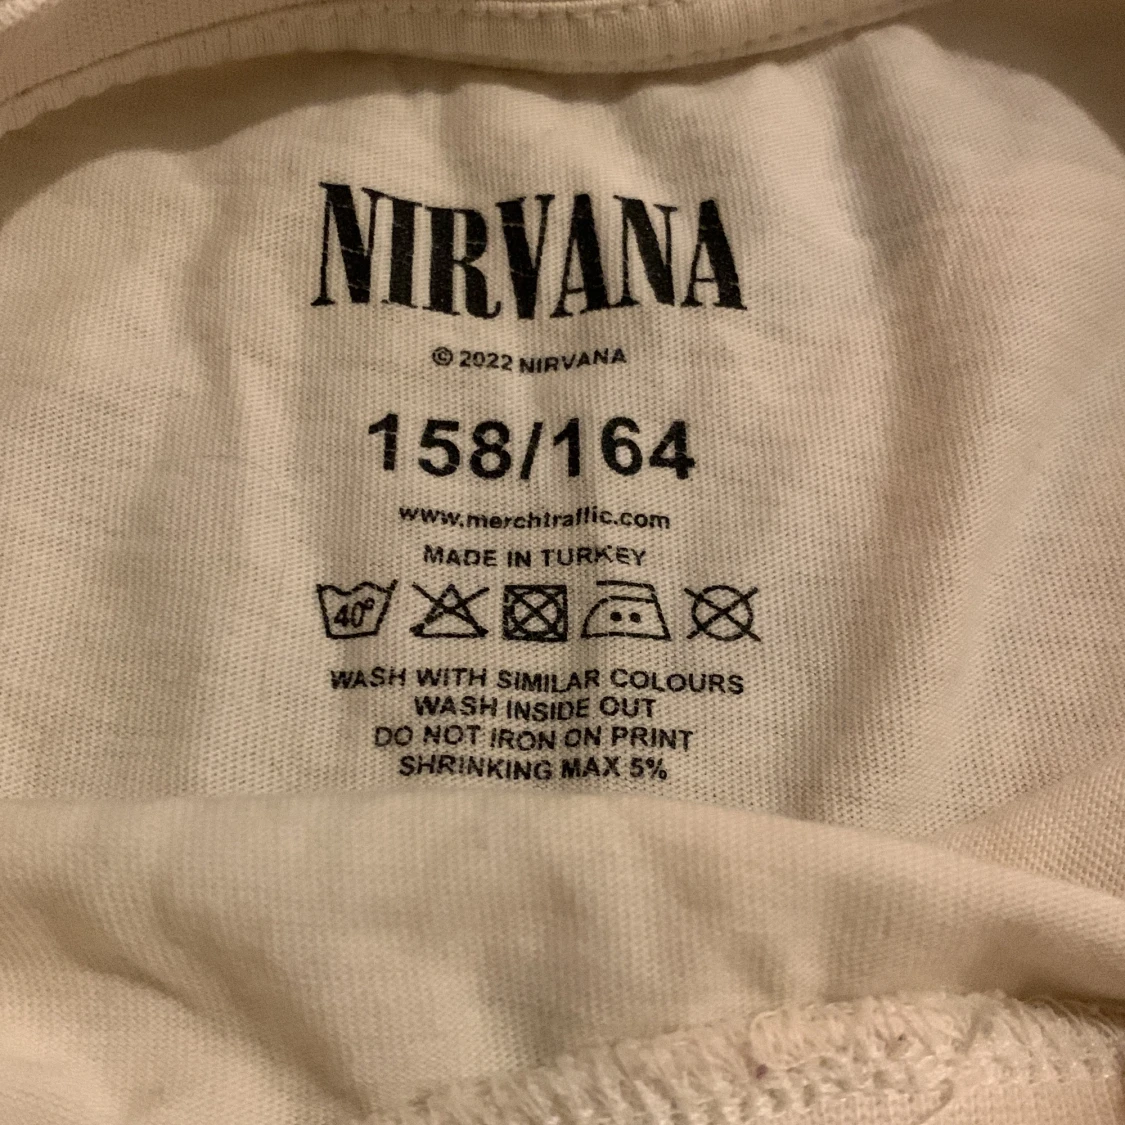 NIRVANA
© 2022 NIRVANA
158/164
www.merchtraffic.com
MADE IN TURKEY
40°
WASH WITH SIMILAR COLOURS
WASH INSIDE OUT
DO NOT IRON ON PRINT
SHRINKING MAX 5%